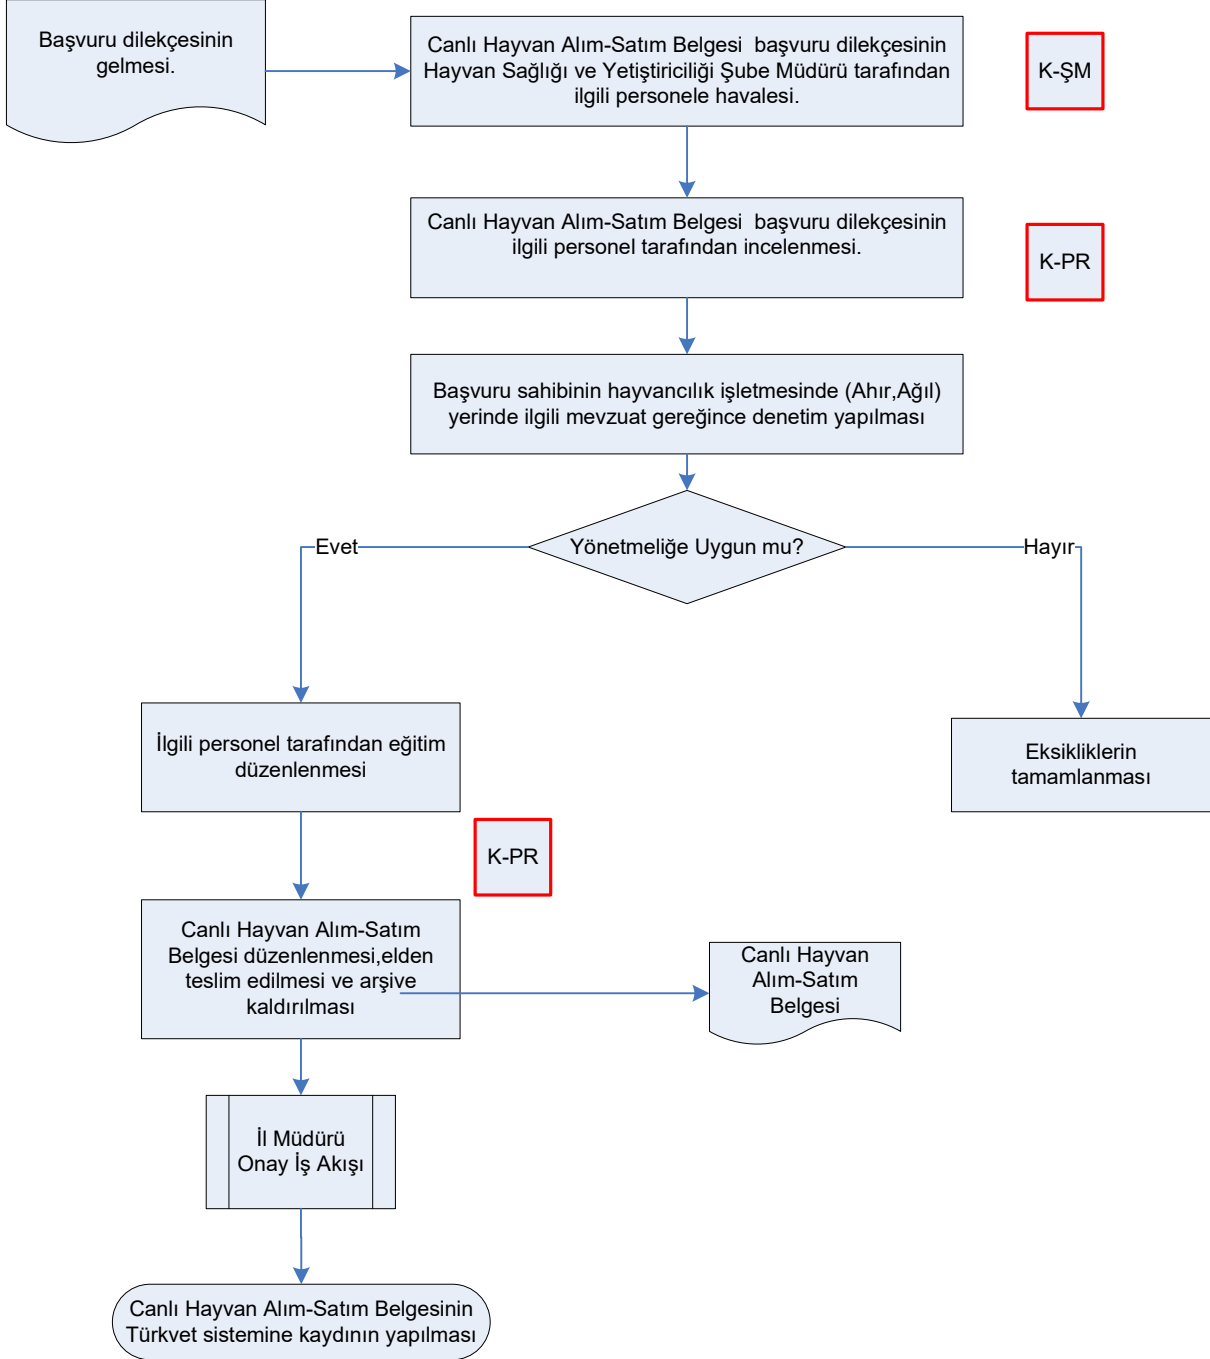 Başvuru dilekçesinin
gelmesi.
Canlı Hayvan Alım-Satım Belgesi  başvuru dilekçesinin
Hayvan Sağlığı ve Yetiştiriciliği Şube Müdürü tarafından
ilgili personele havalesi.
K-ŞM
Canlı Hayvan Alım-Satım Belgesi  başvuru dilekçesinin
ilgili personel tarafından incelenmesi.
K-PR
Başvuru sahibinin hayvancılık işletmesinde (Ahır,Ağıl)
yerinde ilgili mevzuat gereğince denetim yapılması
Yönetmeliğe Uygun mu?
Evet
Hayır
İlgili personel tarafından eğitim
düzenlenmesi
Eksikliklerin
tamamlanması
K-PR
Canlı Hayvan Alım-Satım
Belgesi düzenlenmesi,elden
teslim edilmesi ve arşive
kaldırılması
Canlı Hayvan
Alım-Satım
Belgesi
İl Müdürü
Onay İş Akışı
Canlı Hayvan Alım-Satım Belgesinin
Türkvet sistemine kaydının yapılması